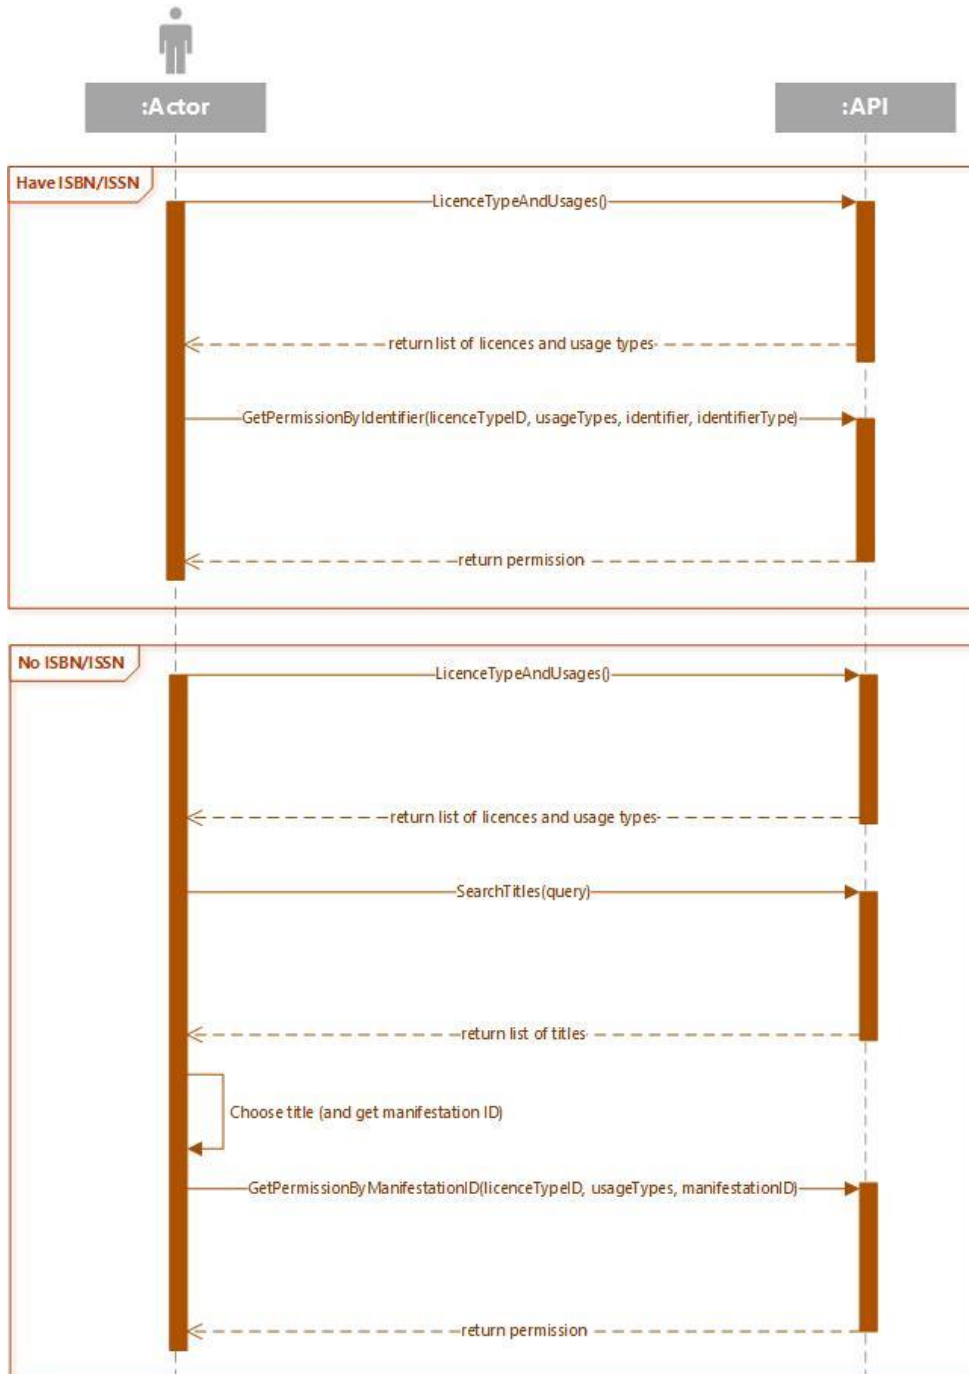 :Actor
:API
Have ISBN/ISSN
LicenceTypeAndUsages()
return list of licences and usage types
GetPermissionByIdentifier(licenceTypeID, usageTypes, identifier, identifierType)
return permission
No ISBN/ISSN
LicenceTypeAndUsages()
return list of licences and usage types
SearchTitles(query)
return list of titles
Choose title (and get manifestation ID)
GetPermissionByManifestationID(licenceTypeID, usageTypes, manifestationID)
return permission